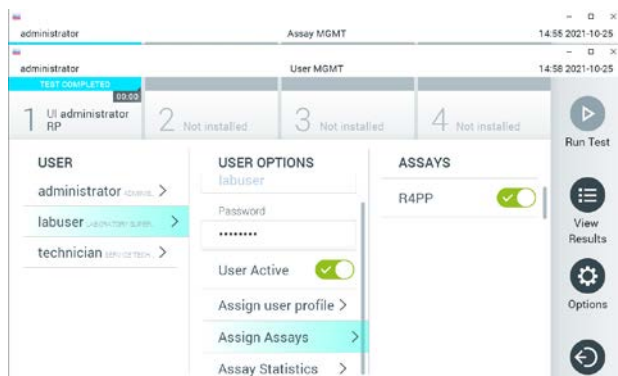 administrator Assay MGMT 14:55 2021-10-25
administrator User MGMT 14:58 2021-10-25
TEST COMPLETED
00:00
1 UI administrator RP
2 Not installed
3 Not installed
4 Not installed
Run Test
USER
administrator >
labuser >
technician >
USER OPTIONS
labuser
Password
••••••••
User Active
Assign user profile >
Assign Assays >
Assay Statistics >
ASSAYS
R4PP
View
Results
Options